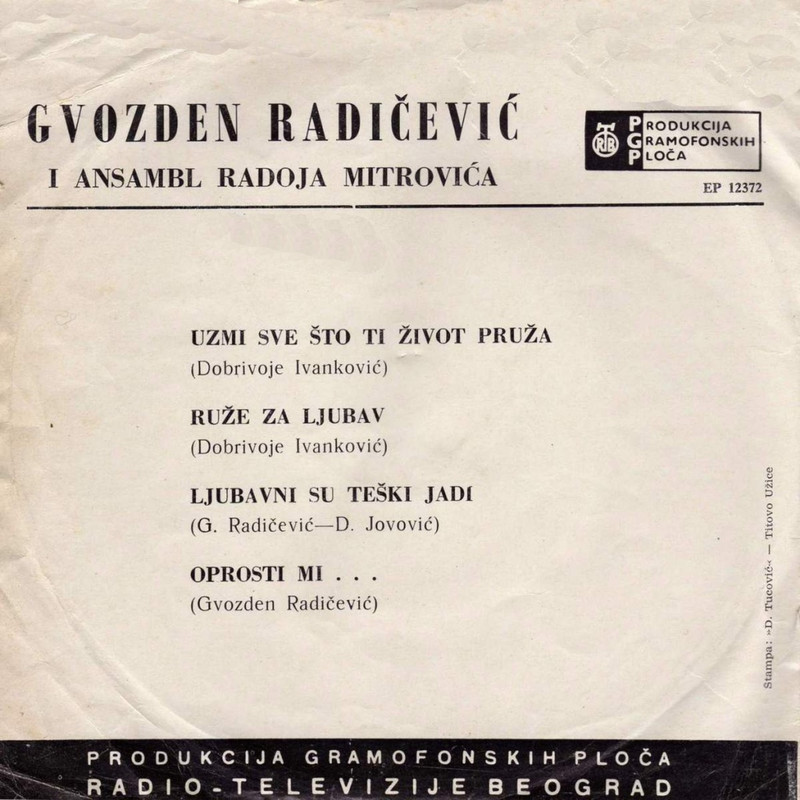 GVOZDEN RADIČEVIĆ
I ANSAMBL RADOJA MITROVIĆA
RTB
PRODUKCIJA
GRAMOFONSKIH
PLOČA
EP 12372
UZMI SVE ŠTO TI ŽIVOT PRUŽA
(Dobrivoje Ivanković)
RUŽE ZA LJUBAV
(Dobrivoje Ivanković)
LJUBAVNI SU TEŠKI JADI
(G. Radičević—D. Jovović)
OPROSTI MI . . .
(Gvozden Radičević)
Štampa: »D. Tucović« — Titovo Užice
PRODUKCIJA GRAMOFONSKIH PLOČA
RADIO-TELEVIZIJE BEOGRAD